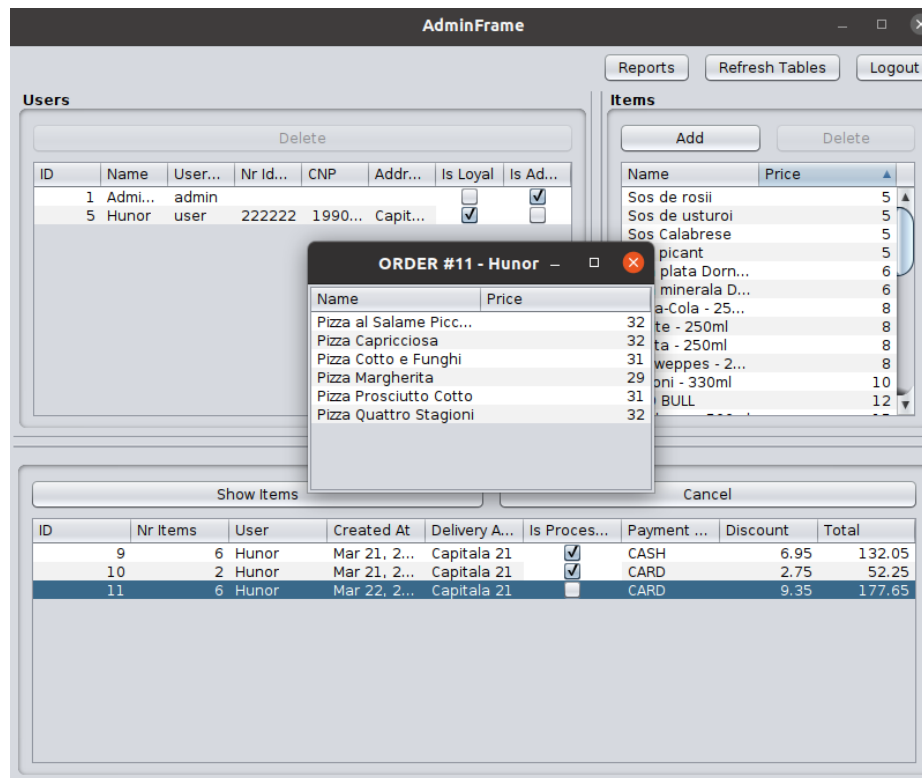 AdminFrame
Reports Refresh Tables Logout
Users
Delete
ID Name User... Nr Id... CNP Addr... Is Loyal Is Ad...
1 Admi... admin
5 Hunor user 222222 1990... Capit...
Items
Add Delete
Name Price
Sos de rosii 5
Sos de usturoi 5
Sos Calabrese 5
picant 5
plata Dorn... 6
minerala D... 6
a-Cola - 25... 8
te - 250ml 8
ta - 250ml 8
weppes - 2... 8
oni - 330ml 10
BULL 12
ORDER #11 - Hunor
Name Price
Pizza al Salame Picc... 32
Pizza Capricciosa 32
Pizza Cotto e Funghi 31
Pizza Margherita 29
Pizza Prosciutto Cotto 31
Pizza Quattro Stagioni 32
Show Items Cancel
ID Nr Items User Created At Delivery A... Is Proces... Payment ... Discount Total
9 6 Hunor Mar 21, 2... Capitala 21 CASH 6.95 132.05
10 2 Hunor Mar 21, 2... Capitala 21 CARD 2.75 52.25
11 6 Hunor Mar 22, 2... Capitala 21 CARD 9.35 177.65